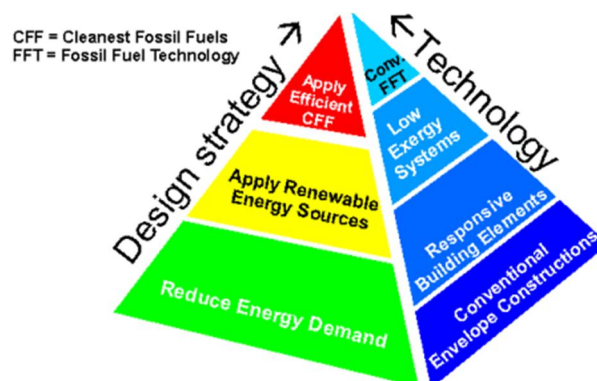 CFF = Cleanest Fossil Fuels
FFT = Fossil Fuel Technology
Design strategy
Technology
Apply
Efficient
CFF
Apply Renewable
Energy Sources
Reduce Energy Demand
Conv.
FFT
Low
Exergy
Systems
Responsive
Building Elements
Conventional
Envelope Constructions